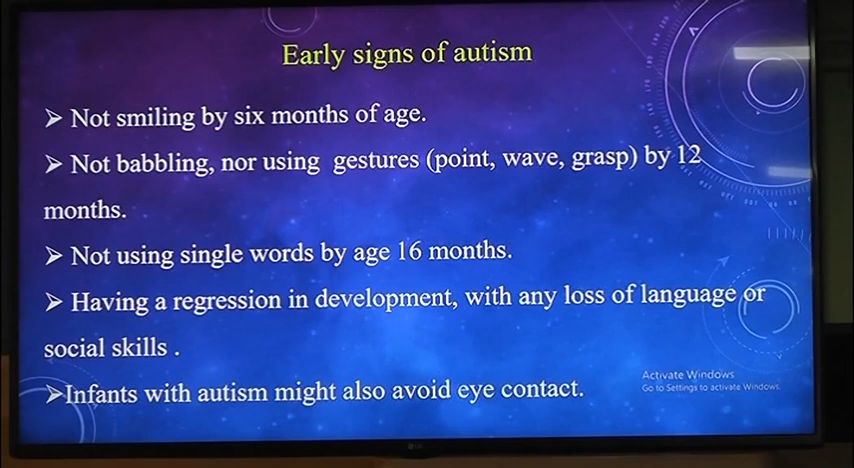 Early signs of autism
➢ Not smiling by six months of age.
➢ Not babbling, nor using gestures (point, wave, grasp) by 12
months.
➢ Not using single words by age 16 months.
➢ Having a regression in development, with any loss of language or
social skills .
➢Infants with autism might also avoid eye contact.
Activate Windows
Go to Settings to activate Windows.
LG